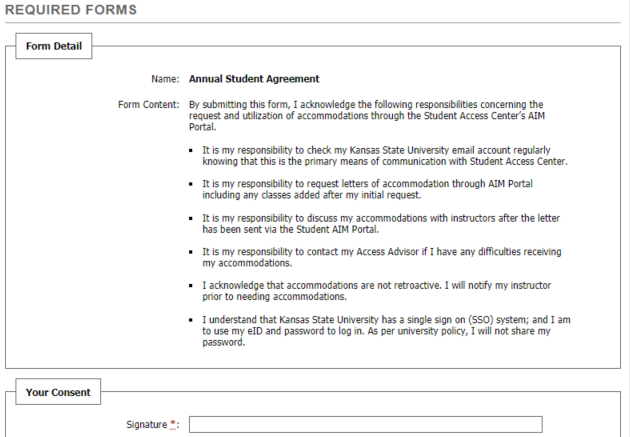 REQUIRED FORMS
Form Detail
Name: Annual Student Agreement
Form Content: By submitting this form, I acknowledge the following responsibilities concerning the
request and utilization of accommodations through the Student Access Center's AIM
Portal.
▪ It is my responsibility to check my Kansas State University email account regularly
knowing that this is the primary means of communication with Student Access Center.
▪ It is my responsibility to request letters of accommodation through AIM Portal
including any classes added after my initial request.
▪ It is my responsibility to discuss my accommodations with instructors after the letter
has been sent via the Student AIM Portal.
▪ It is my responsibility to contact my Access Advisor if I have any difficulties receiving
my accommodations.
▪ I acknowledge that accommodations are not retroactive. I will notify my instructor
prior to needing accommodations.
▪ I understand that Kansas State University has a single sign on (SSO) system; and I am
to use my eID and password to log in. As per university policy, I will not share my
password.
Your Consent
Signature *: